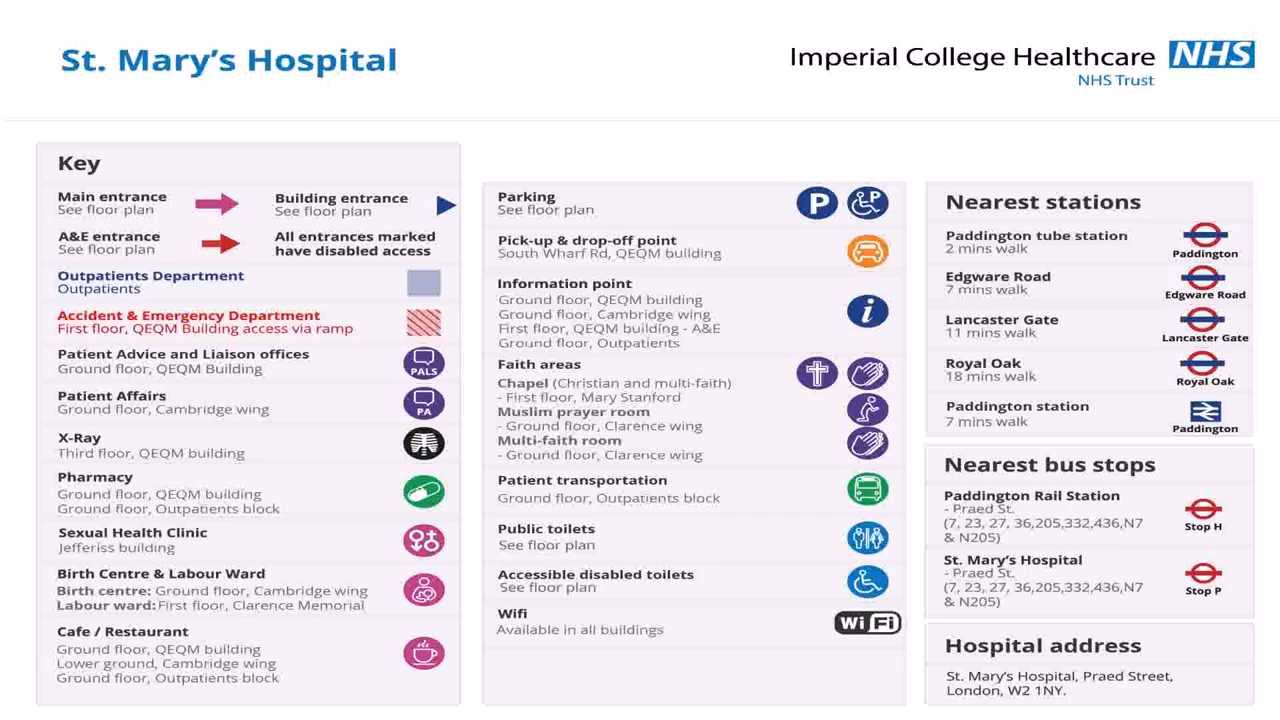 St. Mary's Hospital
Imperial College Healthcare NHS
NHS Trust
Key
Main entrance
See floor plan
Building entrance
See floor plan
A&E entrance
See floor plan
All entrances marked
have disabled access
Outpatients Department
Outpatients
Accident & Emergency Department
First floor, QEQM Building access via ramp
Patient Advice and Liaison offices
Ground floor, QEQM Building
PALS
Patient Affairs
Ground floor, Cambridge wing
PA
X-Ray
Third floor, QEQM building
Pharmacy
Ground floor, QEQM building
Ground floor, Outpatients block
Sexual Health Clinic
Jefferiss building
Birth Centre & Labour Ward
Birth centre: Ground floor, Cambridge wing
Labour ward: First floor, Clarence Memorial
Cafe / Restaurant
Ground floor, QEQM building
Lower ground, Cambridge wing
Ground floor, Outpatients block
Parking
See floor plan
P
P
Pick-up & drop-off point
South Wharf Rd, QEQM building
Information point
Ground floor, QEQM building
Ground floor, Cambridge wing
First floor, QEQM building - A&E
Ground floor, Outpatients
i
Faith areas
Chapel (Christian and multi-faith)
- First floor, Mary Stanford
Muslim prayer room
- Ground floor, Clarence wing
Multi-faith room
- Ground floor, Clarence wing
Patient transportation
Ground floor, Outpatients block
Public toilets
See floor plan
Accessible disabled toilets
See floor plan
Wifi
Available in all buildings
Wi Fi
Nearest stations
Paddington tube station
2 mins walk
Paddington
Edgware Road
7 mins walk
Edgware Road
Lancaster Gate
11 mins walk
Lancaster Gate
Royal Oak
18 mins walk
Royal Oak
Paddington station
7 mins walk
Paddington
Nearest bus stops
Paddington Rail Station
- Praed St.
(7, 23, 27, 36,205,332,436,N7
& N205)
Stop H
St. Mary's Hospital
- Praed St.
(7, 23, 27, 36,205,332,436,N7
& N205)
Stop P
Hospital address
St. Mary's Hospital, Praed Street,
London, W2 1NY.